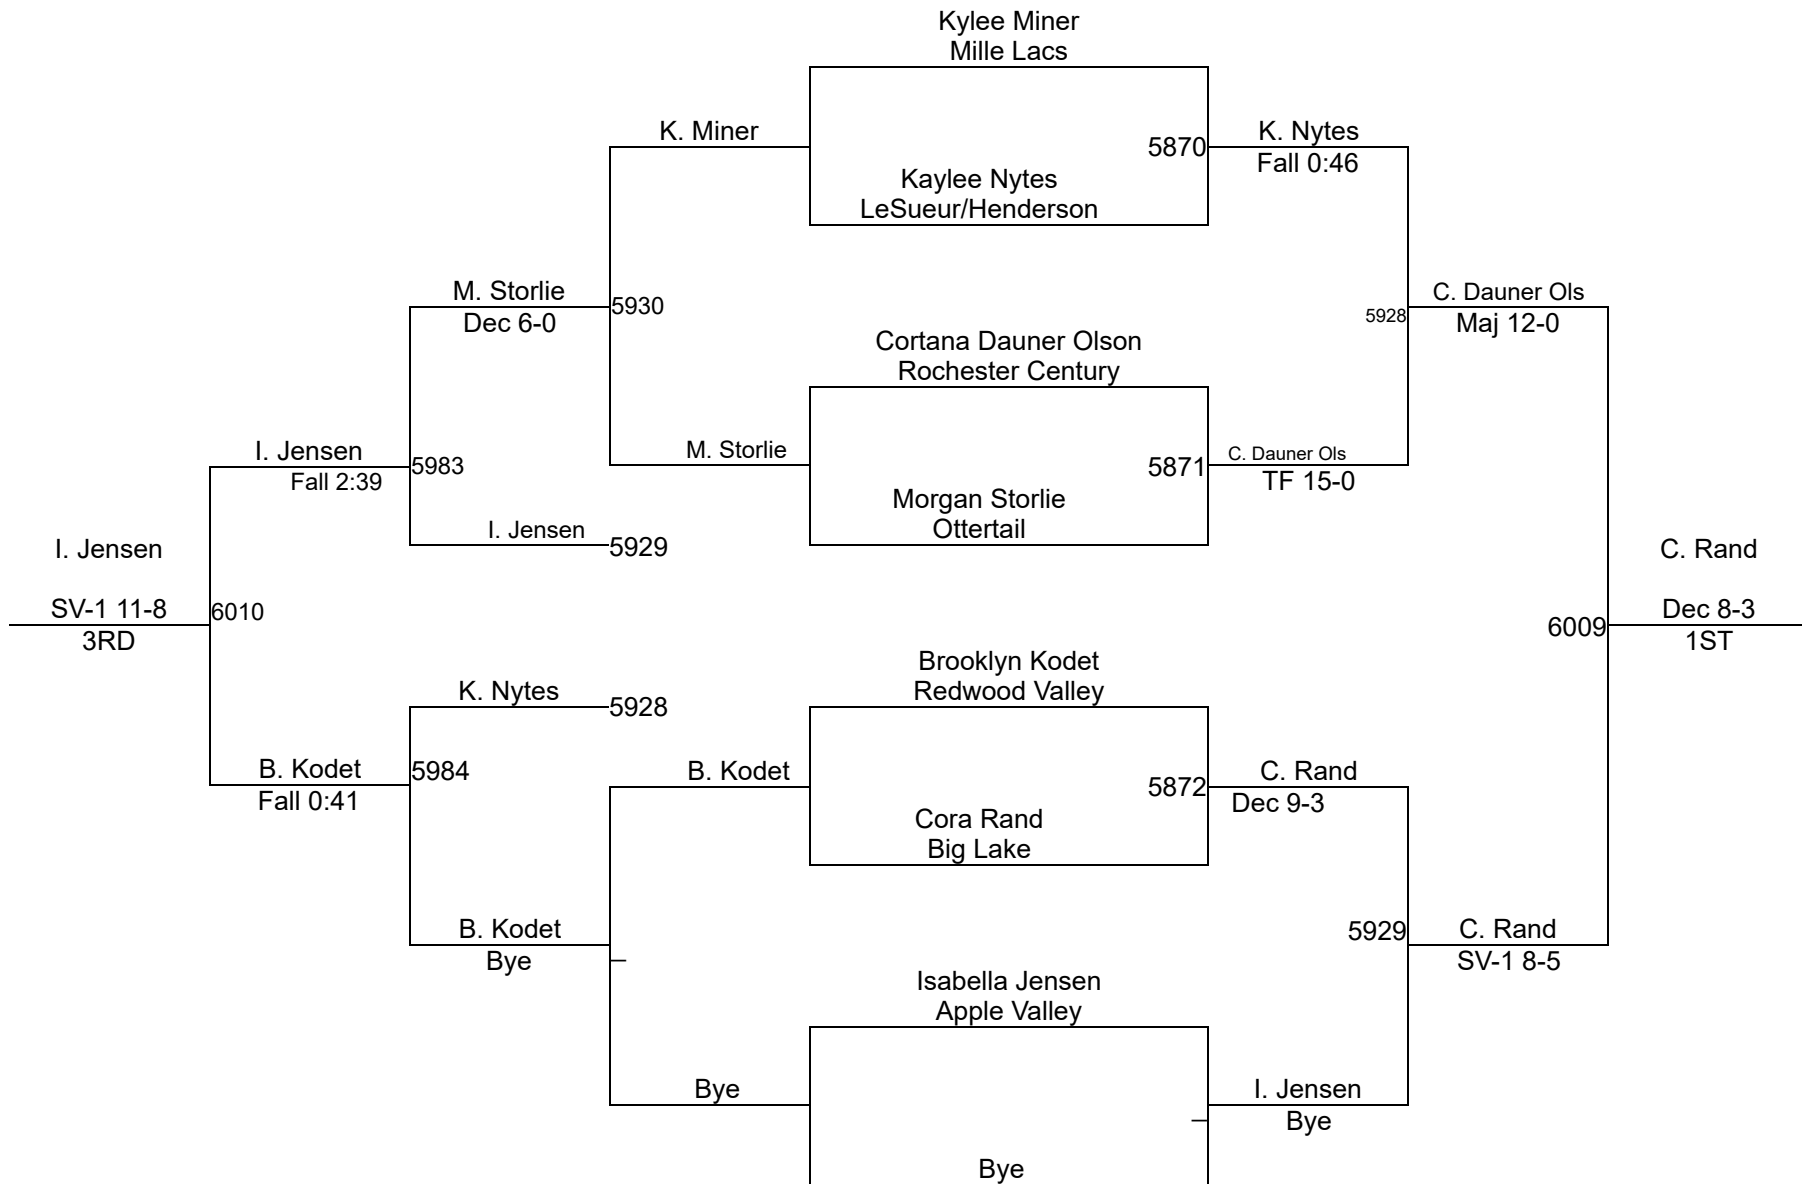 Kylee Miner
Mille Lacs
K. Miner
5870
K. Nytes
Fall 0:46
Kaylee Nytes
LeSueur/Henderson
M. Storlie
Dec 6-0
5930
5928
C. Dauner Ols
Maj 12-0
Cortana Dauner Olson
Rochester Century
I. Jensen
Fall 2:39
5983
M. Storlie
5871
C. Dauner Ols
TF 15-0
Morgan Storlie
Ottertail
I. Jensen
5929
I. Jensen
SV-1 11-8
3RD
6010
C. Rand
6009
Dec 8-3
1ST
Brooklyn Kodet
Redwood Valley
K. Nytes
5928
B. Kodet
Fall 0:41
5984
B. Kodet
5872
C. Rand
Dec 9-3
Cora Rand
Big Lake
B. Kodet
Bye
5929
C. Rand
SV-1 8-5
Isabella Jensen
Apple Valley
Bye
I. Jensen
Bye
Bye